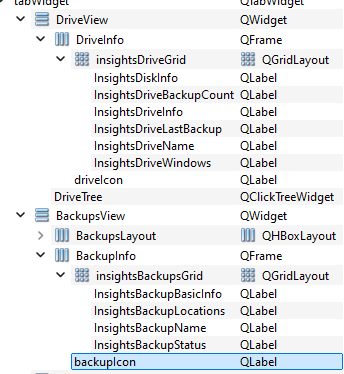 tabWidget QTabWidget
DriveView QWidget
DriveInfo QFrame
insightsDriveGrid QGridLayout
InsightsDiskInfo QLabel
InsightsDriveBackupCount QLabel
InsightsDriveInfo QLabel
InsightsDriveLastBackup QLabel
InsightsDriveName QLabel
InsightsDriveWindows QLabel
driveIcon QLabel
DriveTree QClickTreeWidget
BackupsView QWidget
BackupsLayout QHBoxLayout
BackupInfo QFrame
insightsBackupsGrid QGridLayout
InsightsBackupBasicInfo QLabel
InsightsBackupLocations QLabel
InsightsBackupName QLabel
InsightsBackupStatus QLabel
backupIcon QLabel